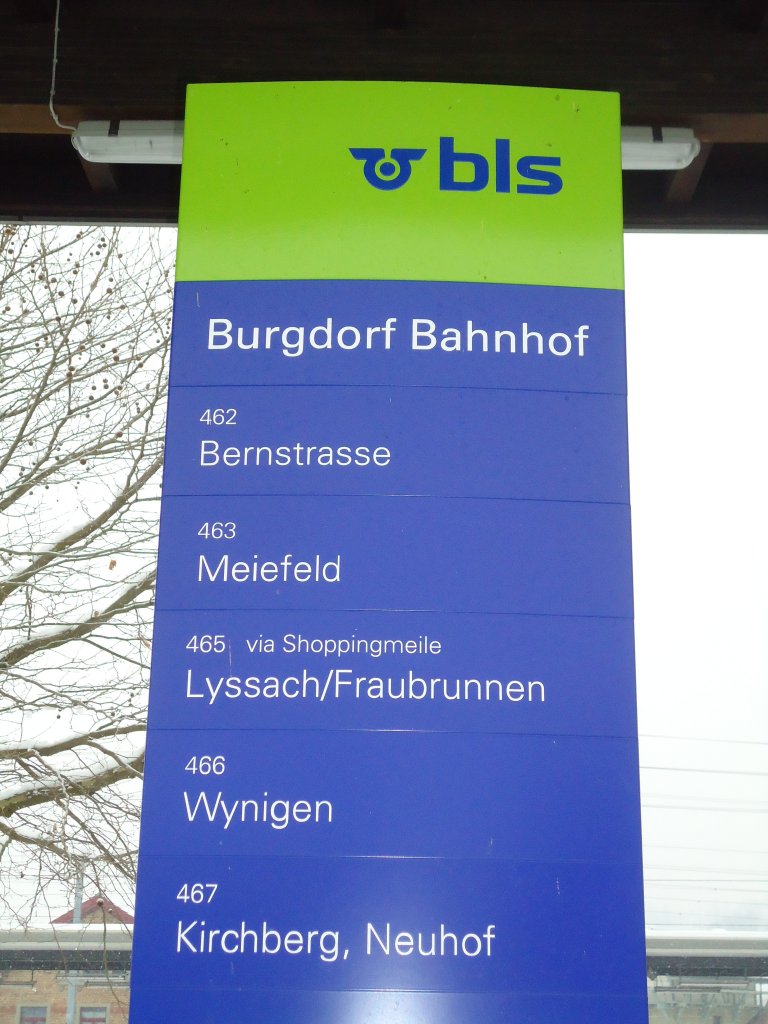 bls
Burgdorf Bahnhof
462
Bernstrasse
463
Meiefeld
465 via Shoppingmeile
Lyssach/Fraubrunnen
466
Wynigen
467
Kirchberg, Neuhof